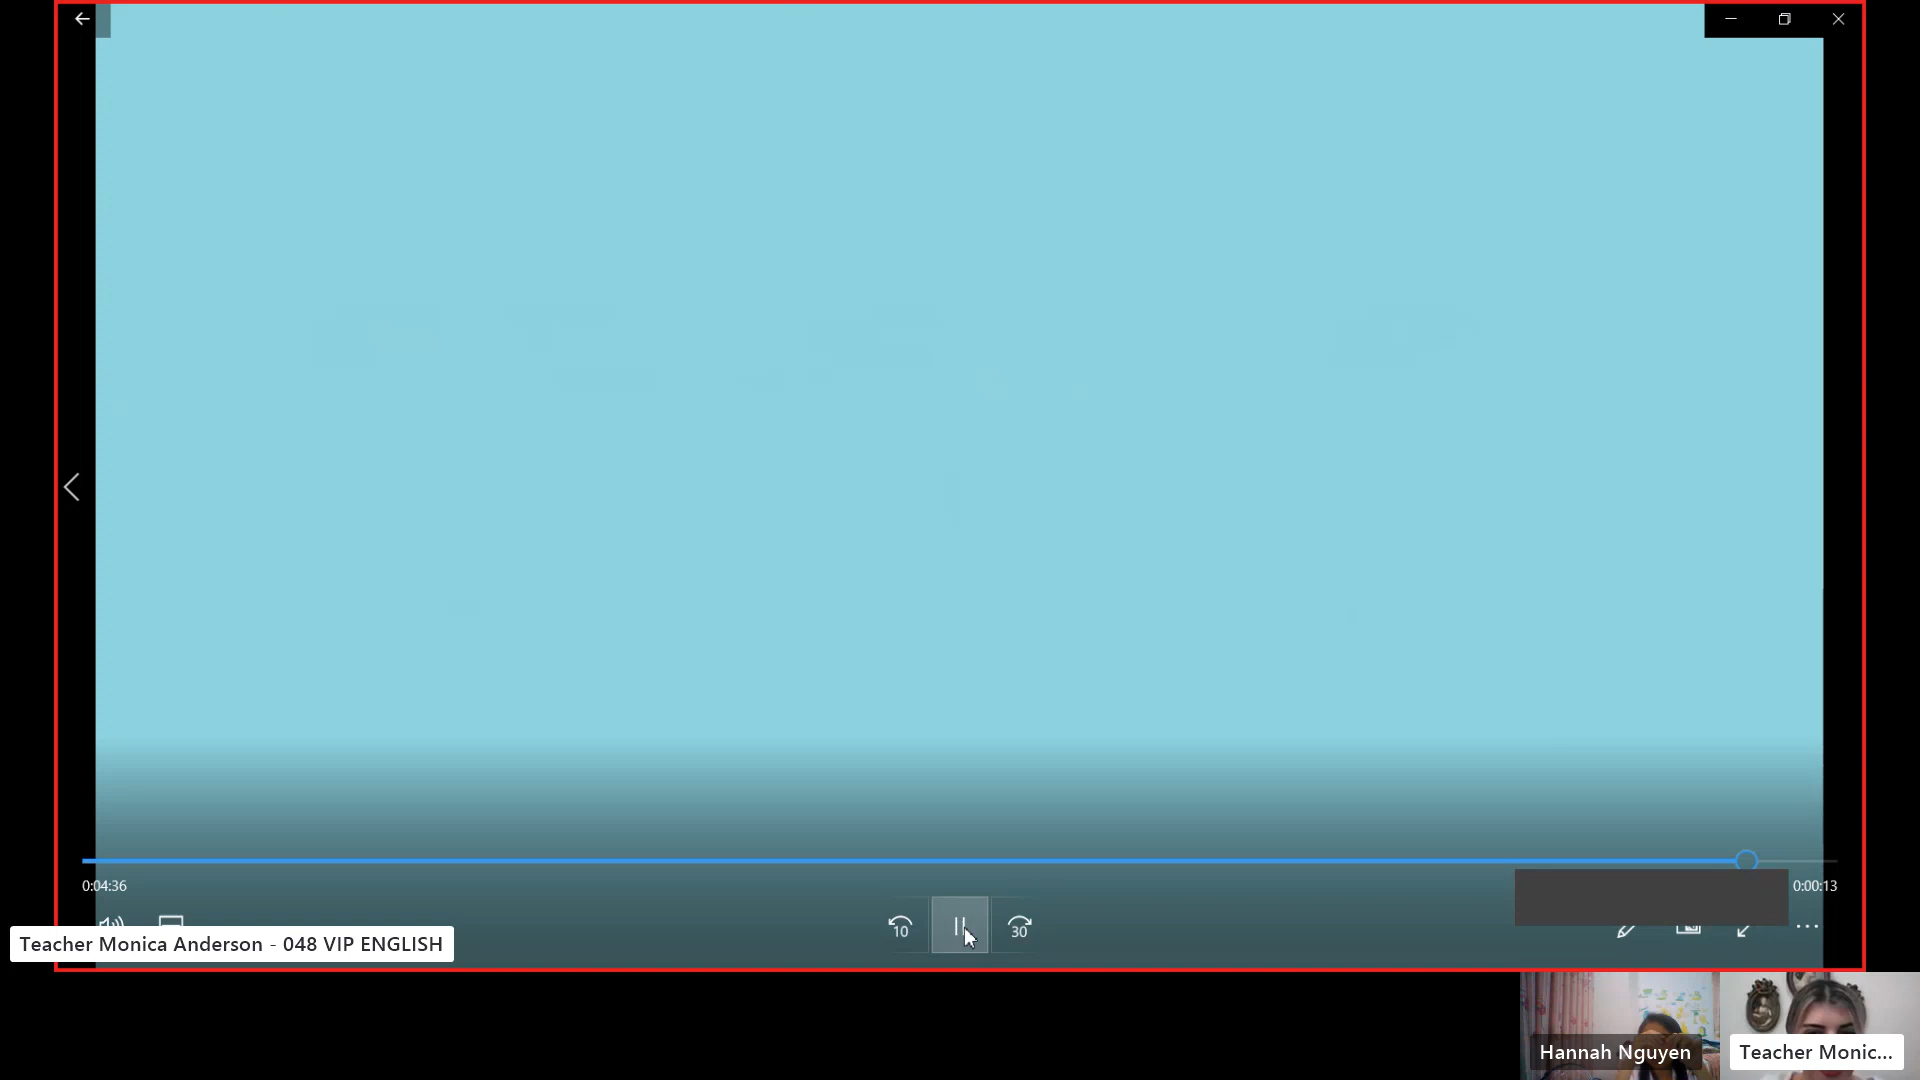 0:04:36
0:00:13
10
30
Teacher Monica Anderson - 048 VIP ENGLISH
Hannah Nguyen
Teacher Monic...